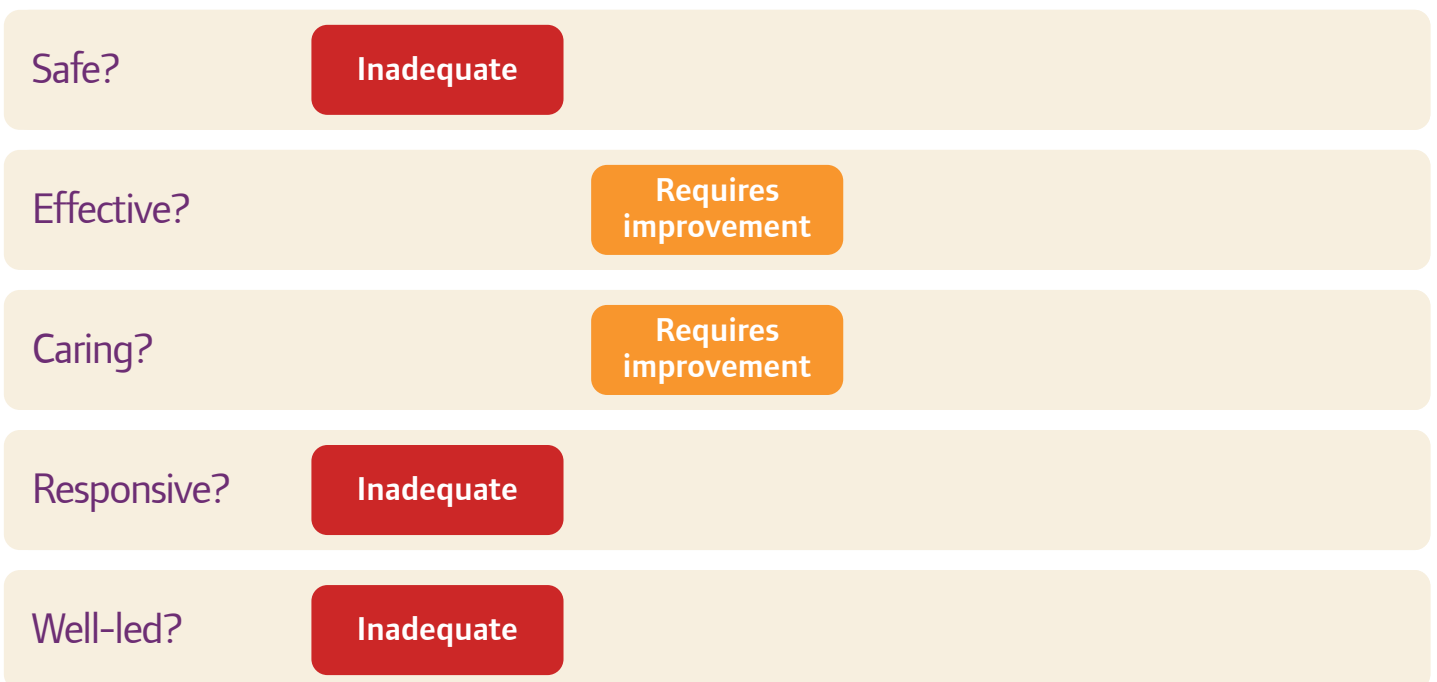 Safe?
Inadequate
Effective?
Requires
improvement
Caring?
Requires
improvement
Responsive?
Inadequate
Well-led?
Inadequate